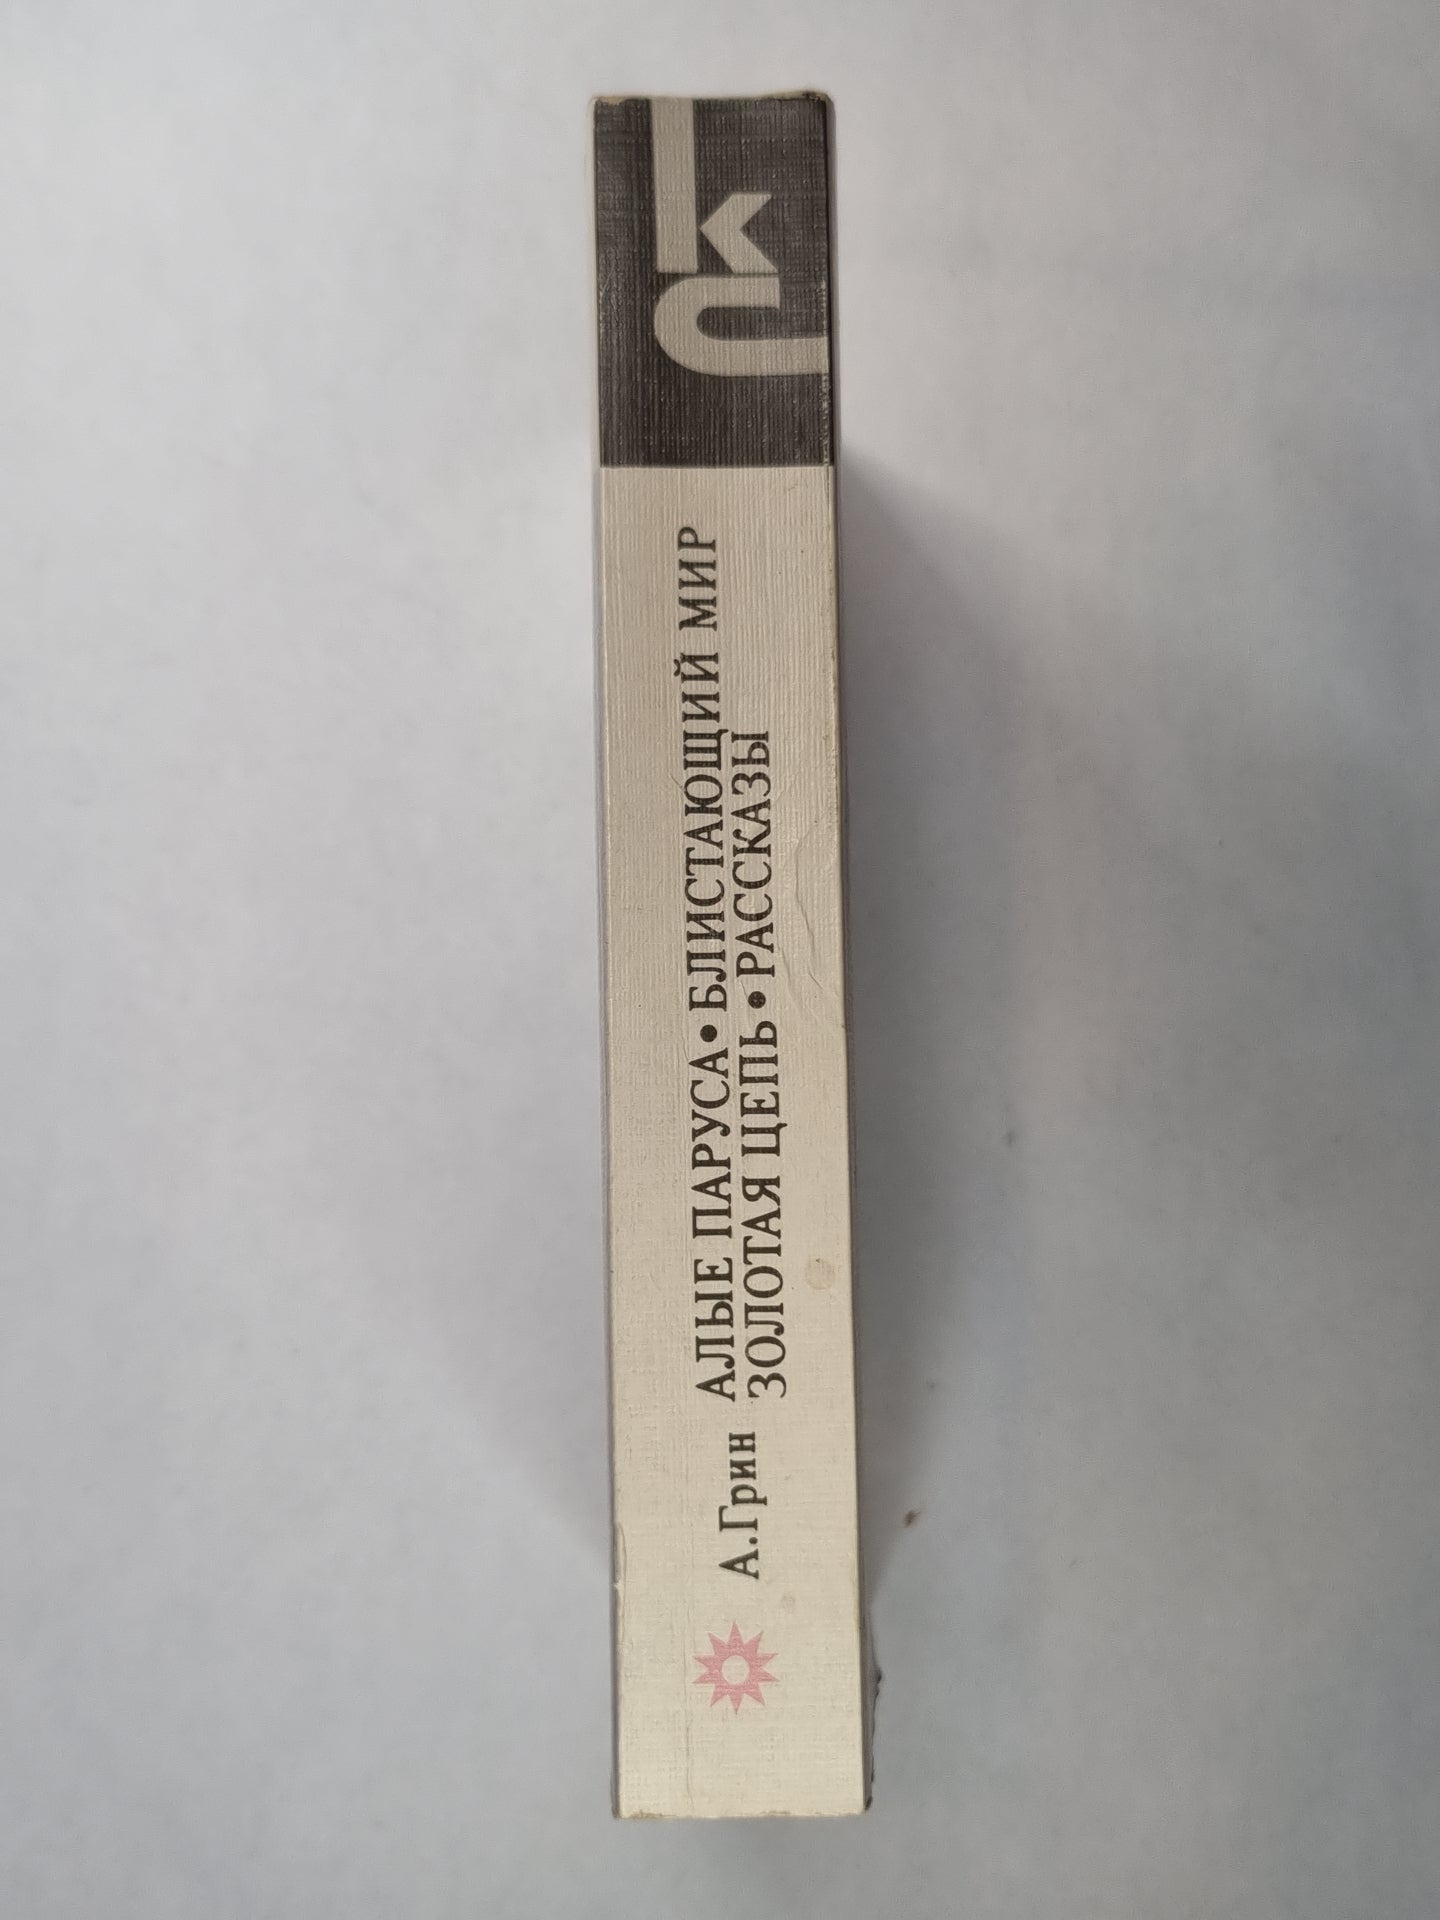 А.Грин
АЛЫЕ ПАРУСА•БЛИСТАЮЩИЙ МИР
ЗОЛОТАЯ ЦЕПЬ•РАССКАЗЫ